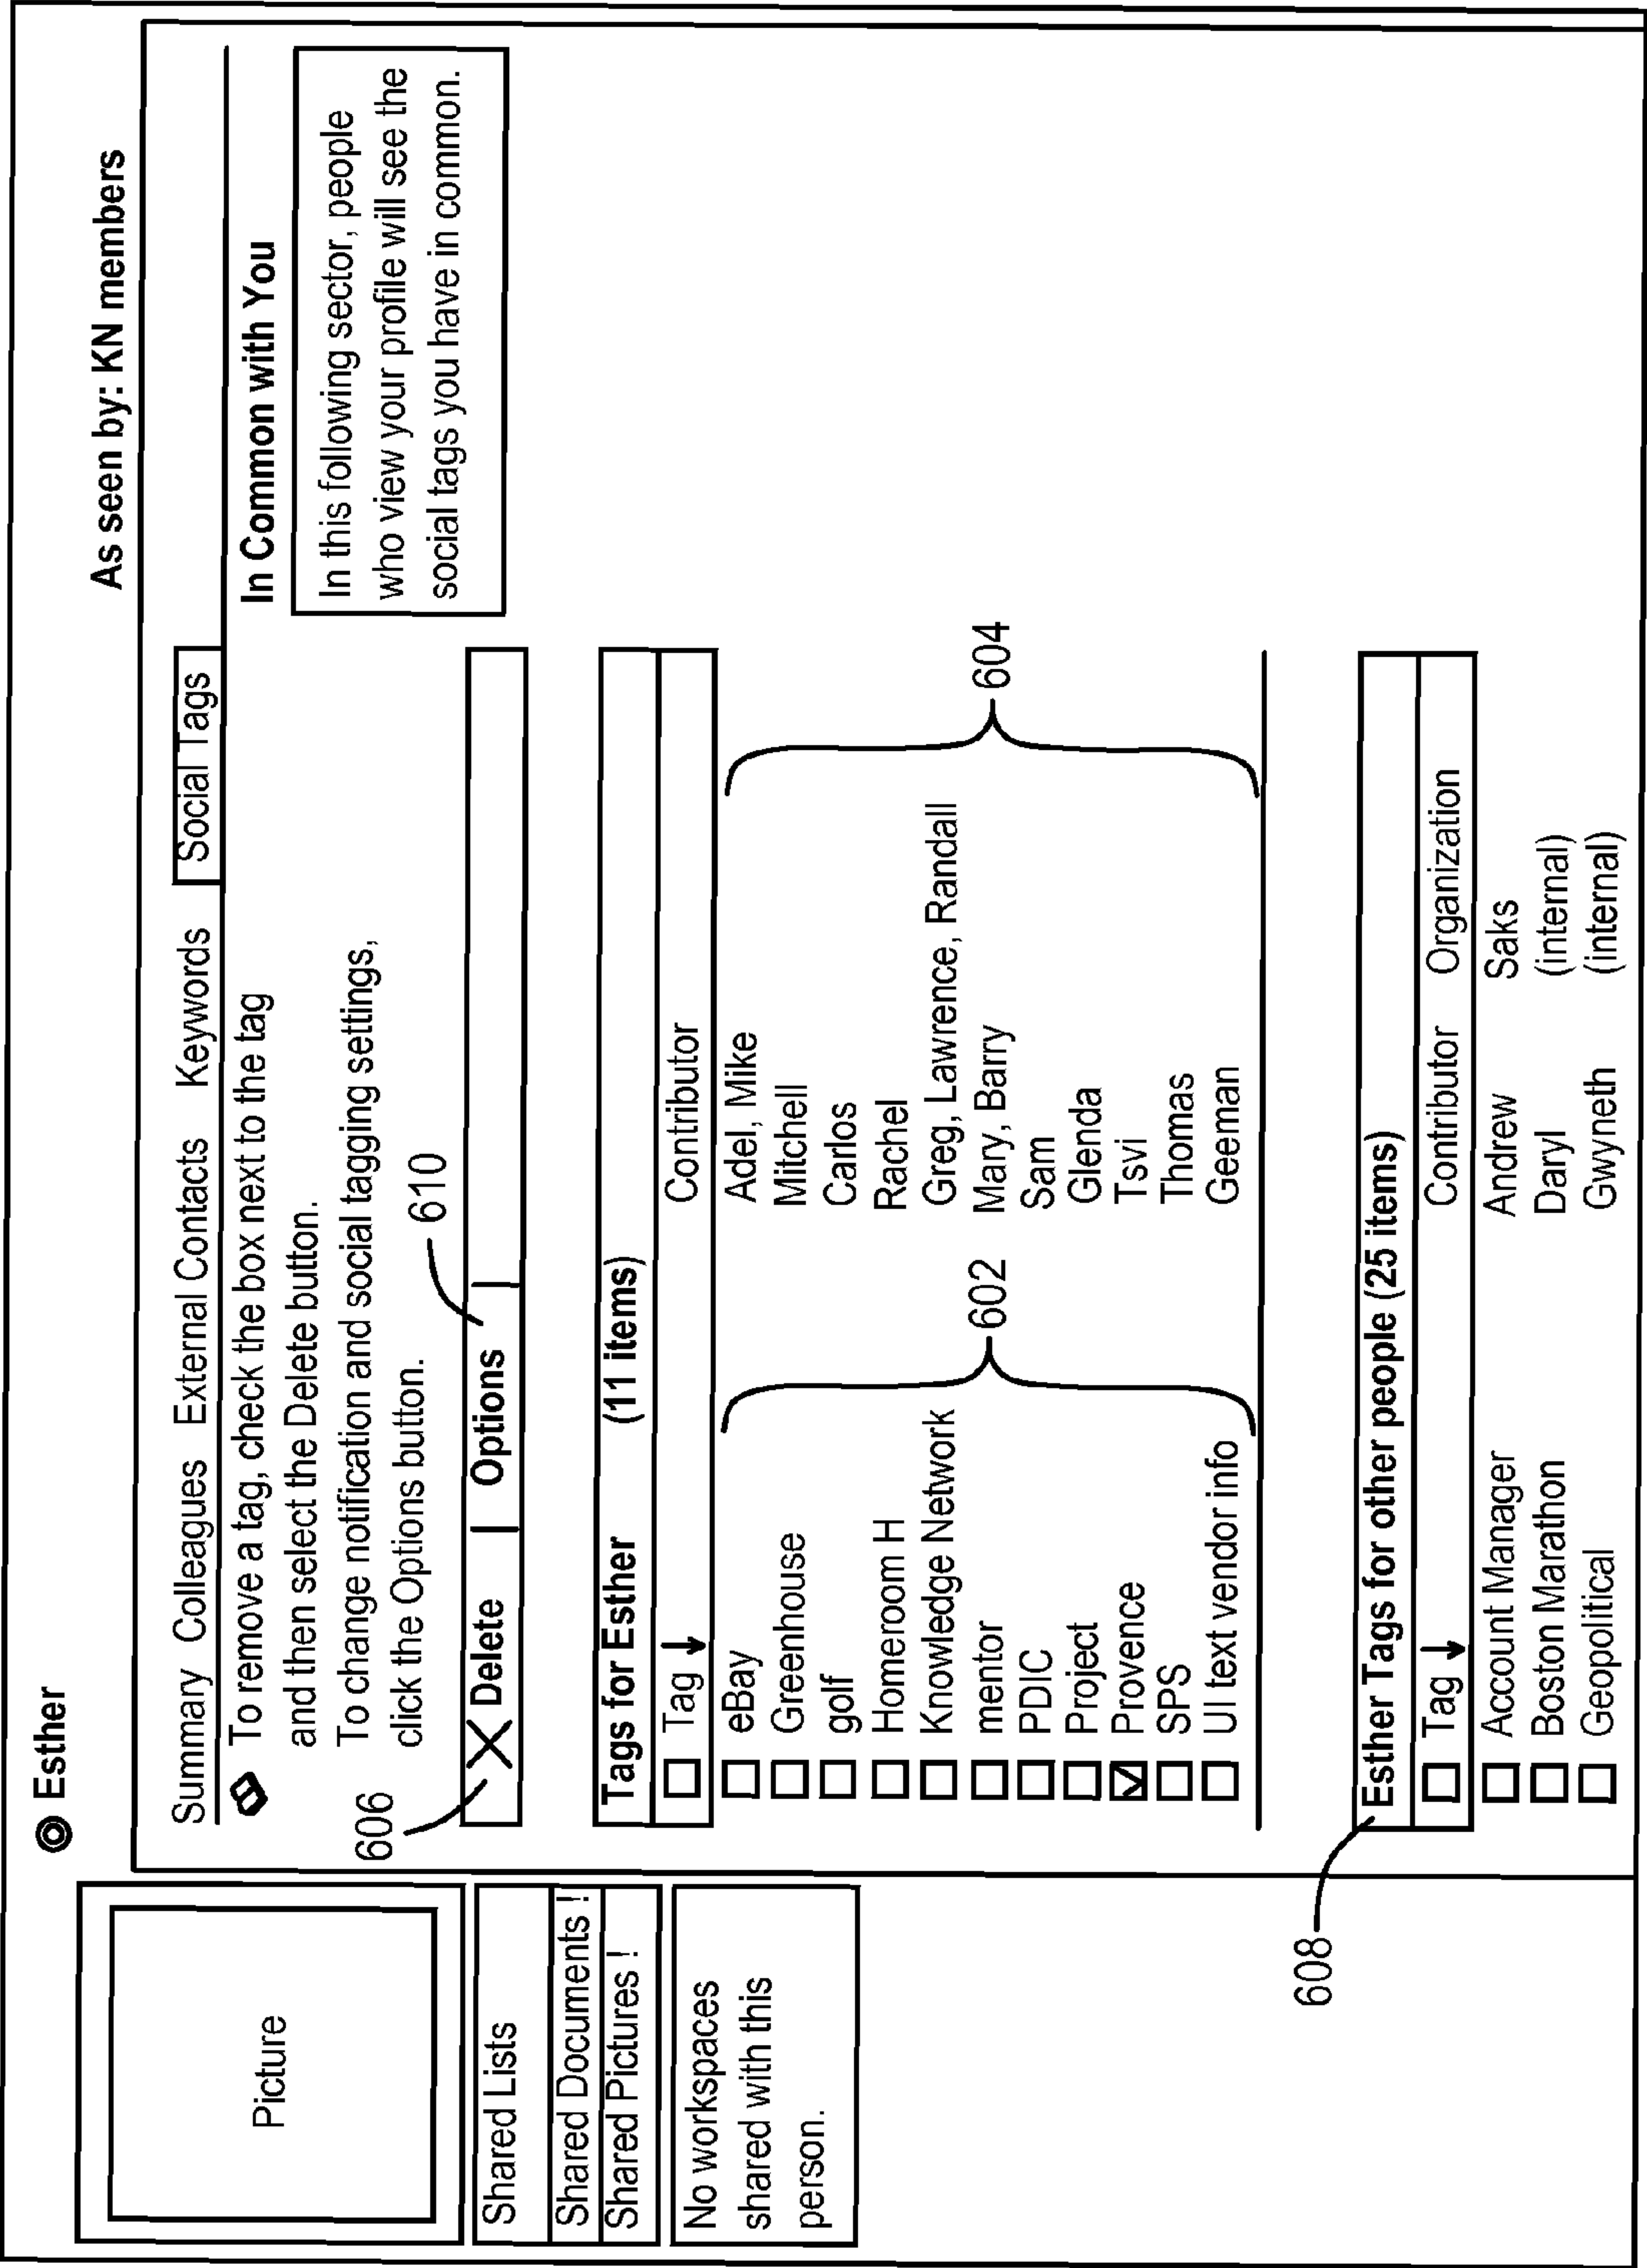 Esther
As seen by: KN members
Picture
Shared Lists
Shared Documents !
Shared Pictures !
No workspaces
shared with this
person.
Summary Colleagues External Contacts Keywords Social Tags
To remove a tag, check the box next to the tag
and then select the Delete button.
To change notification and social tagging settings,
click the Options button.
606
610
X Delete | Options |
In Common with You
In this following sector, people
who view your profile will see the
social tags you have in common.
Tags for Esther (11 items)
Tag ↓ Contributor
eBay Adel, Mike
Greenhouse Mitchell
golf Carlos
Homeroom H Rachel
Knowledge Network Greg, Lawrence, Randall
mentor Mary, Barry
PDIC Sam
Project Glenda
Provence Tsvi
SPS Thomas
UI text vendor info Geeman
602
604
608
Esther Tags for other people (25 items)
Tag ↓ Contributor Organization
Account Manager Andrew Saks
Boston Marathon Daryl (internal)
Geopolitical Gwyneth (internal)